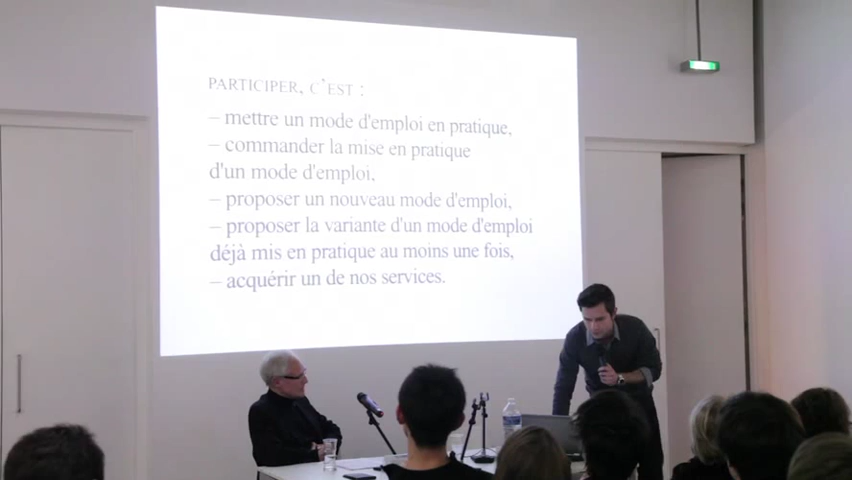 PARTICIPER, C'EST :
– mettre un mode d'emploi en pratique,
– commander la mise en pratique
d'un mode d'emploi,
– proposer un nouveau mode d'emploi,
– proposer la variante d'un mode d'emploi
déjà mis en pratique au moins une fois,
– acquérir un de nos services.